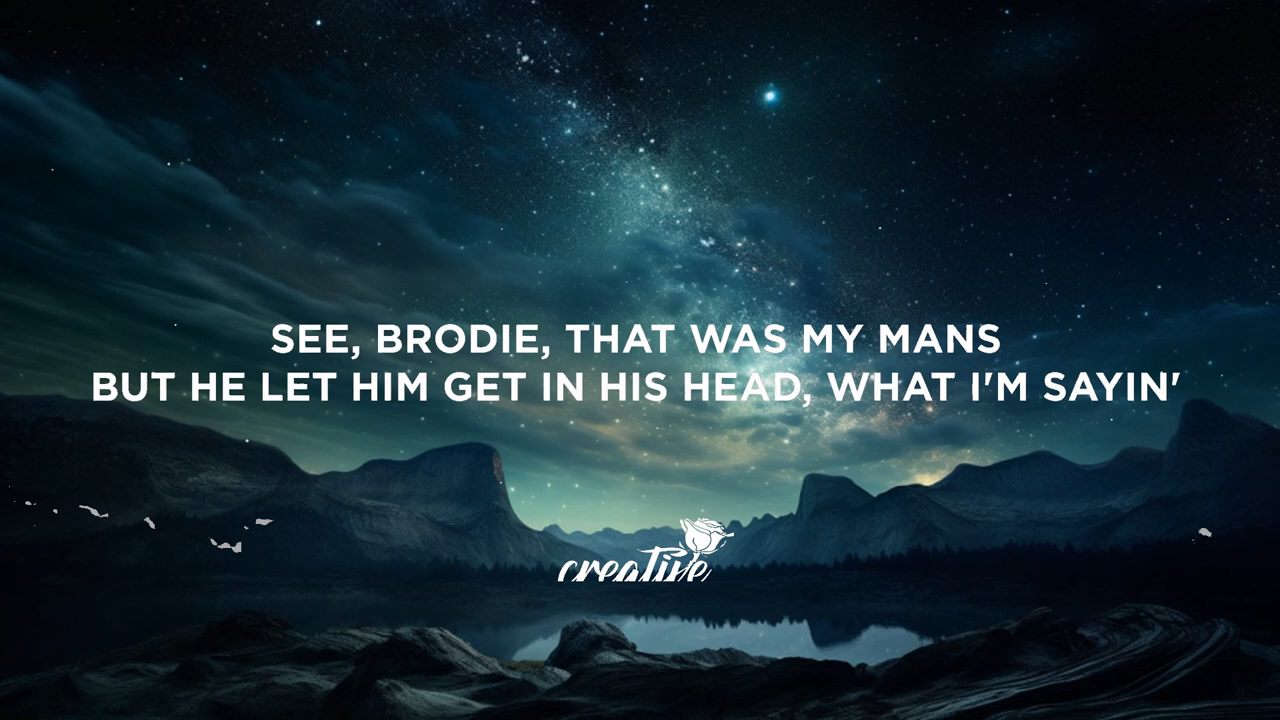 SEE, BRODIE, THAT WAS MY MANS
BUT HE LET HIM GET IN HIS HEAD, WHAT I'M SAYIN'
creative